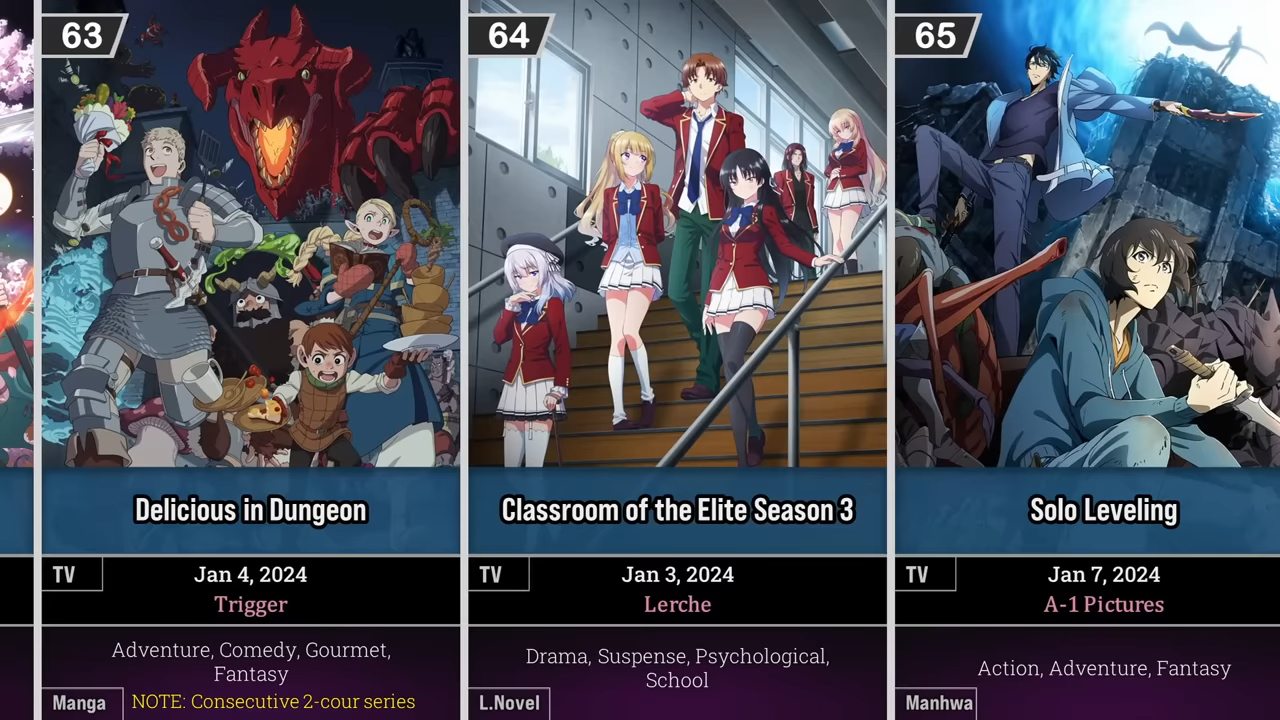 63
Delicious in Dungeon
TV
Jan 4, 2024
Trigger
Adventure, Comedy, Gourmet,
Fantasy
Manga
NOTE: Consecutive 2-cour series
64
Classroom of the Elite Season 3
TV
Jan 3, 2024
Lerche
Drama, Suspense, Psychological,
School
L.Novel
65
Solo Leveling
TV
Jan 7, 2024
A-1 Pictures
Action, Adventure, Fantasy
Manhwa